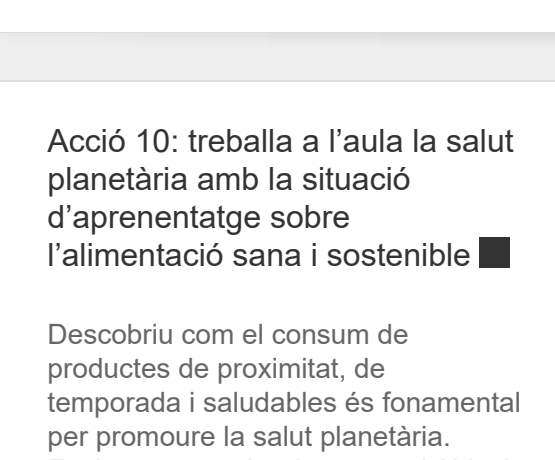 Acció 10: treballa a l’aula la salut
planetària amb la situació
d’aprenentatge sobre
l’alimentació sana i sostenible
Descobriu com el consum de
productes de proximitat, de
temporada i saludables és fonamental
per promoure la salut planetària.